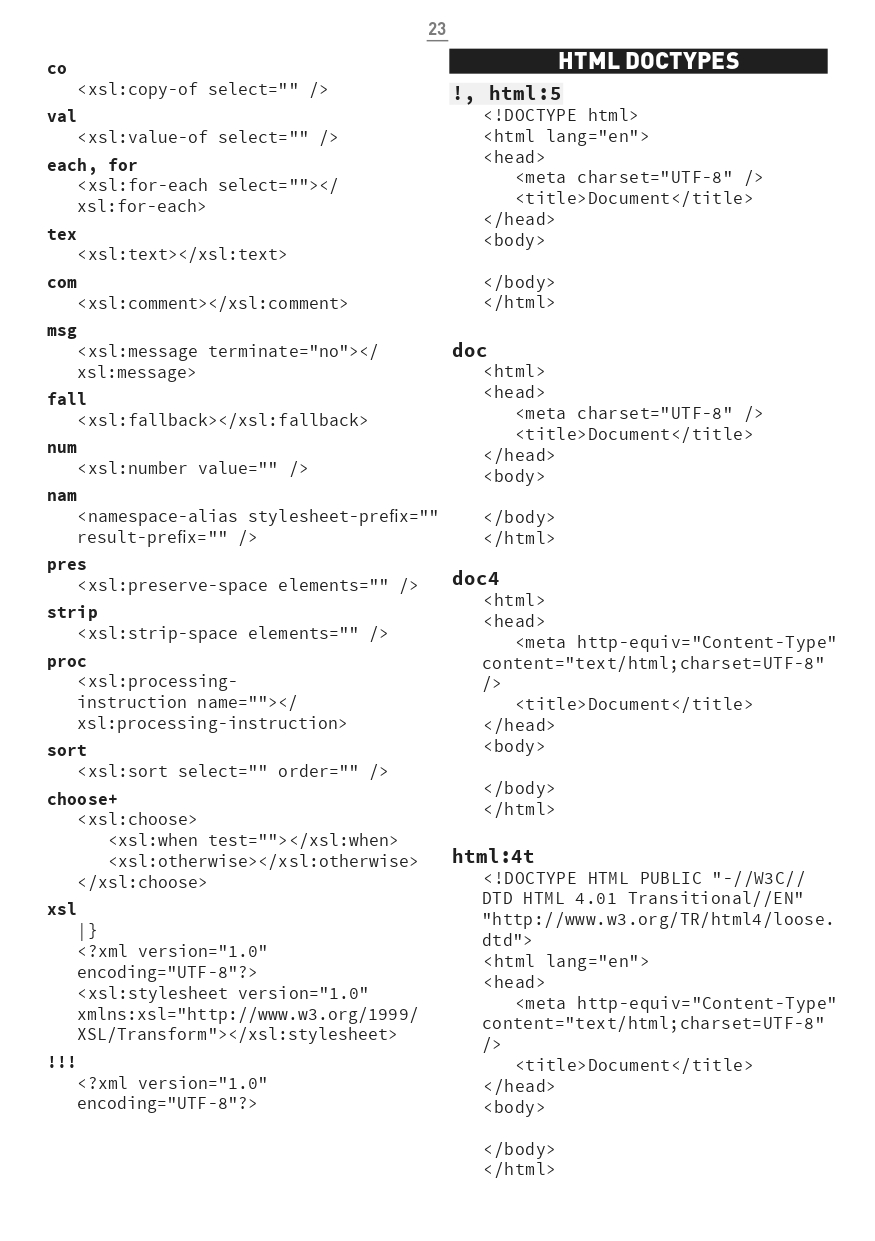 23
co
<xsl:copy-of select="" />
val
<xsl:value-of select="" />
each, for
<xsl:for-each select=""></
xsl:for-each>
tex
<xsl:text></xsl:text>
com
<xsl:comment></xsl:comment>
msg
<xsl:message terminate="no"></
xsl:message>
fall
<xsl:fallback></xsl:fallback>
num
<xsl:number value="" />
nam
<namespace-alias stylesheet-prefix=""
result-prefix="" />
pres
<xsl:preserve-space elements="" />
strip
<xsl:strip-space elements="" />
proc
<xsl:processing-
instruction name=""></
xsl:processing-instruction>
sort
<xsl:sort select="" order="" />
choose+
<xsl:choose>
<xsl:when test=""></xsl:when>
<xsl:otherwise></xsl:otherwise>
</xsl:choose>
xsl
|}
<?xml version="1.0"
encoding="UTF-8"?>
<xsl:stylesheet version="1.0"
xmlns:xsl="http://www.w3.org/1999/
XSL/Transform"></xsl:stylesheet>
!!!
<?xml version="1.0"
encoding="UTF-8"?>
HTML DOCTYPES
!, html:5
<!DOCTYPE html>
<html lang="en">
<head>
<meta charset="UTF-8" />
<title>Document</title>
</head>
<body>
</body>
</html>
doc
<html>
<head>
<meta charset="UTF-8" />
<title>Document</title>
</head>
<body>
</body>
</html>
doc4
<html>
<head>
<meta http-equiv="Content-Type"
content="text/html;charset=UTF-8"
/>
<title>Document</title>
</head>
<body>
</body>
</html>
html:4t
<!DOCTYPE HTML PUBLIC "-//W3C//
DTD HTML 4.01 Transitional//EN"
"http://www.w3.org/TR/html4/loose.
dtd">
<html lang="en">
<head>
<meta http-equiv="Content-Type"
content="text/html;charset=UTF-8"
/>
<title>Document</title>
</head>
<body>
</body>
</html>